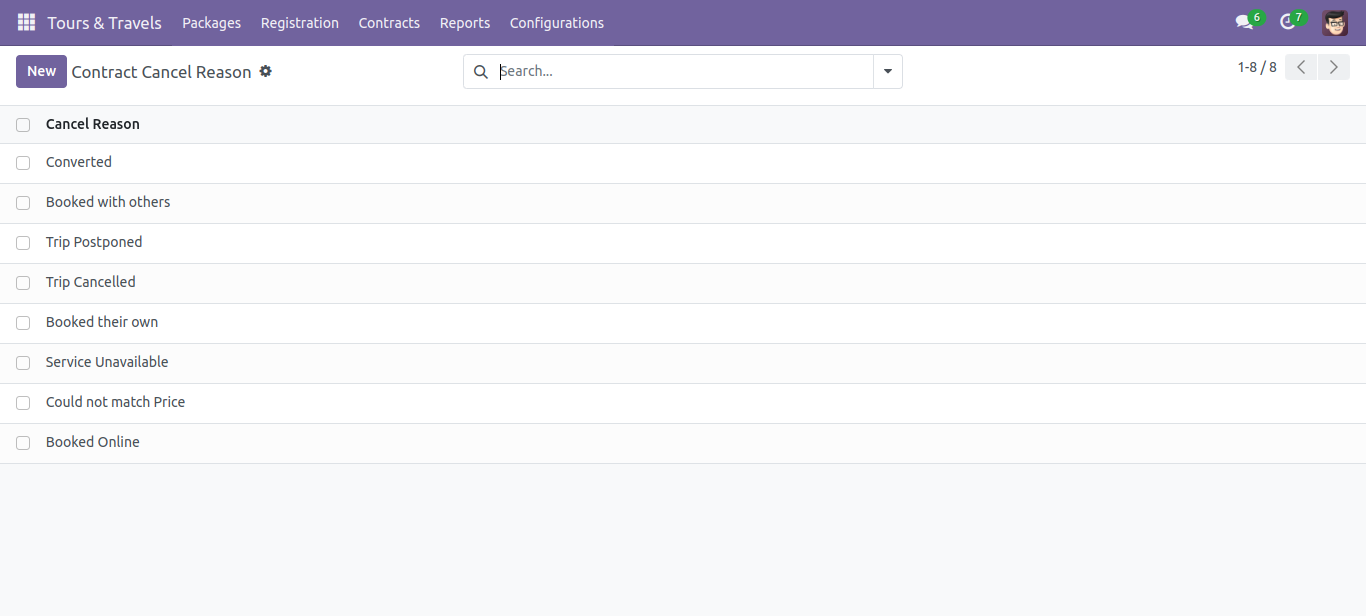 Tours & Travels Packages Registration Contracts Reports Configurations 6 7
New Contract Cancel Reason Search... 1-8 / 8
Cancel Reason
Converted
Booked with others
Trip Postponed
Trip Cancelled
Booked their own
Service Unavailable
Could not match Price
Booked Online